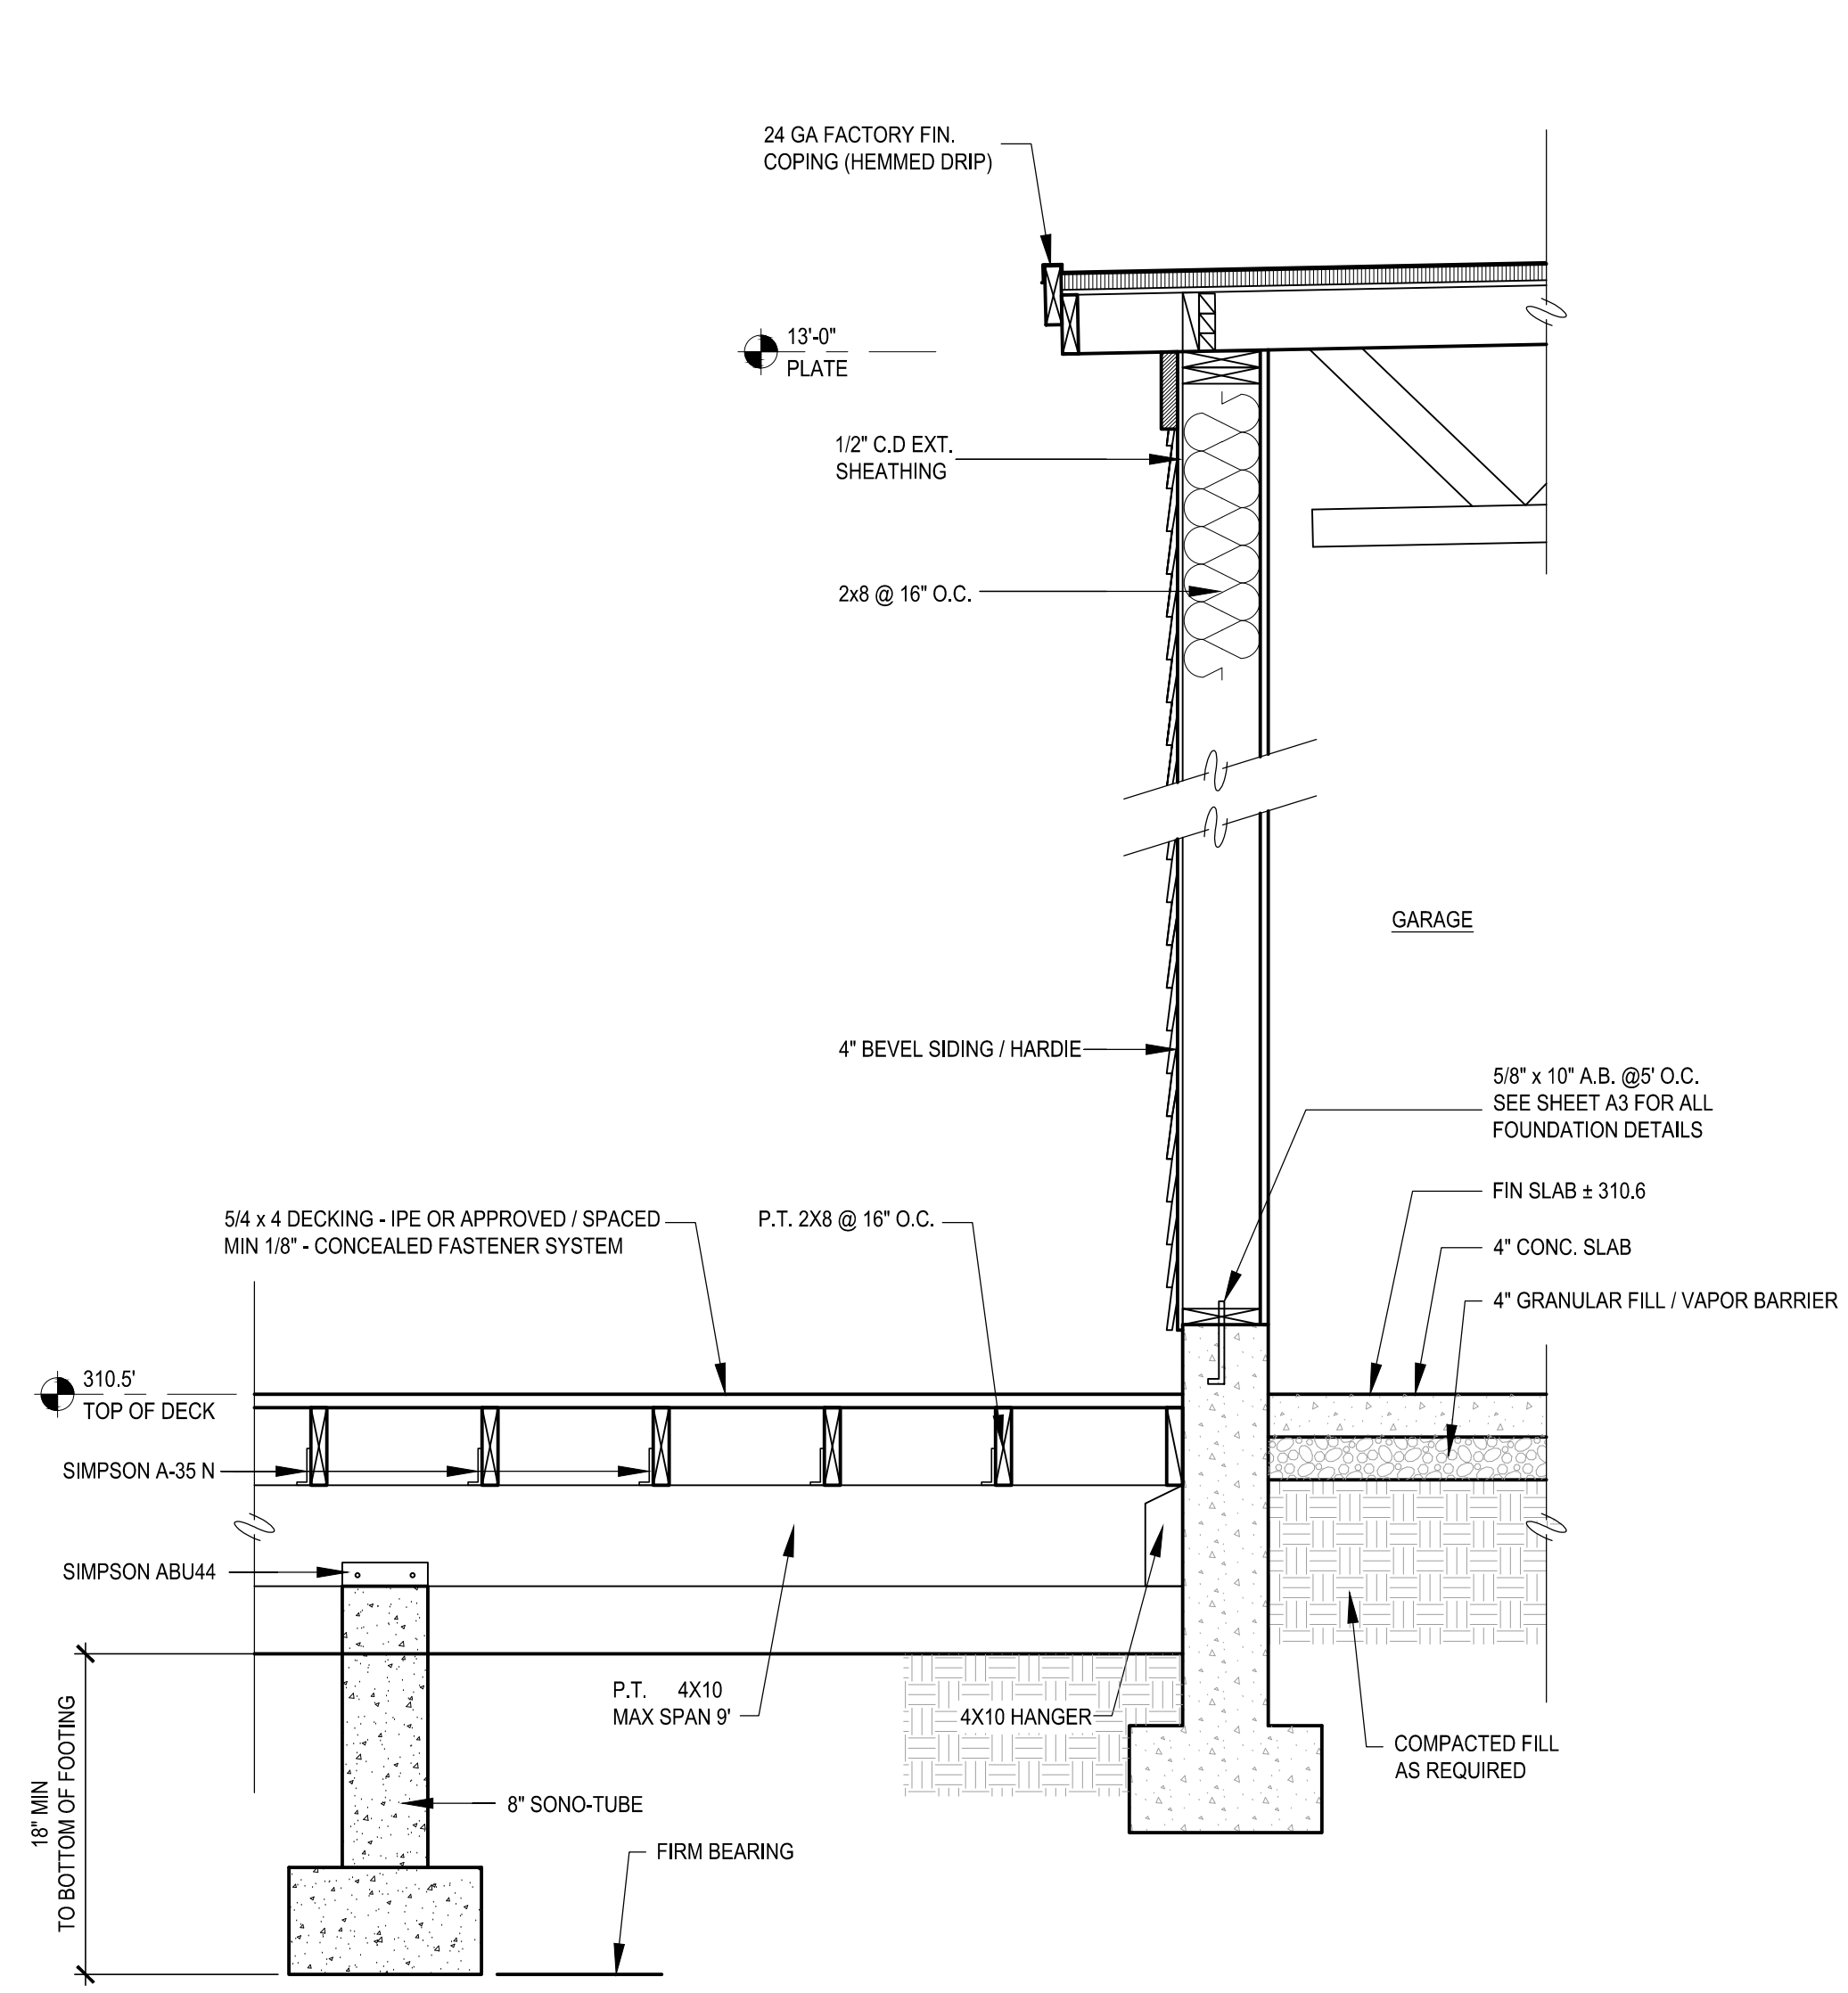 24 GA FACTORY FIN.
COPING (HEMMED DRIP)
13'-0"
PLATE
1/2" C.D EXT.
SHEATHING
2x8 @ 16" O.C.
GARAGE
4" BEVEL SIDING / HARDIE
5/8" x 10" A.B. @5' O.C.
SEE SHEET A3 FOR ALL
FOUNDATION DETAILS
FIN SLAB ± 310.6
5/4 x 4 DECKING - IPE OR APPROVED / SPACED
MIN 1/8" - CONCEALED FASTENER SYSTEM
P.T. 2X8 @ 16" O.C.
4" CONC. SLAB
4" GRANULAR FILL / VAPOR BARRIER
310.5'
TOP OF DECK
SIMPSON A-35 N
SIMPSON ABU44
P.T. 4X10
MAX SPAN 9'
4X10 HANGER
COMPACTED FILL
AS REQUIRED
18" MIN
TO BOTTOM OF FOOTING
8" SONO-TUBE
FIRM BEARING